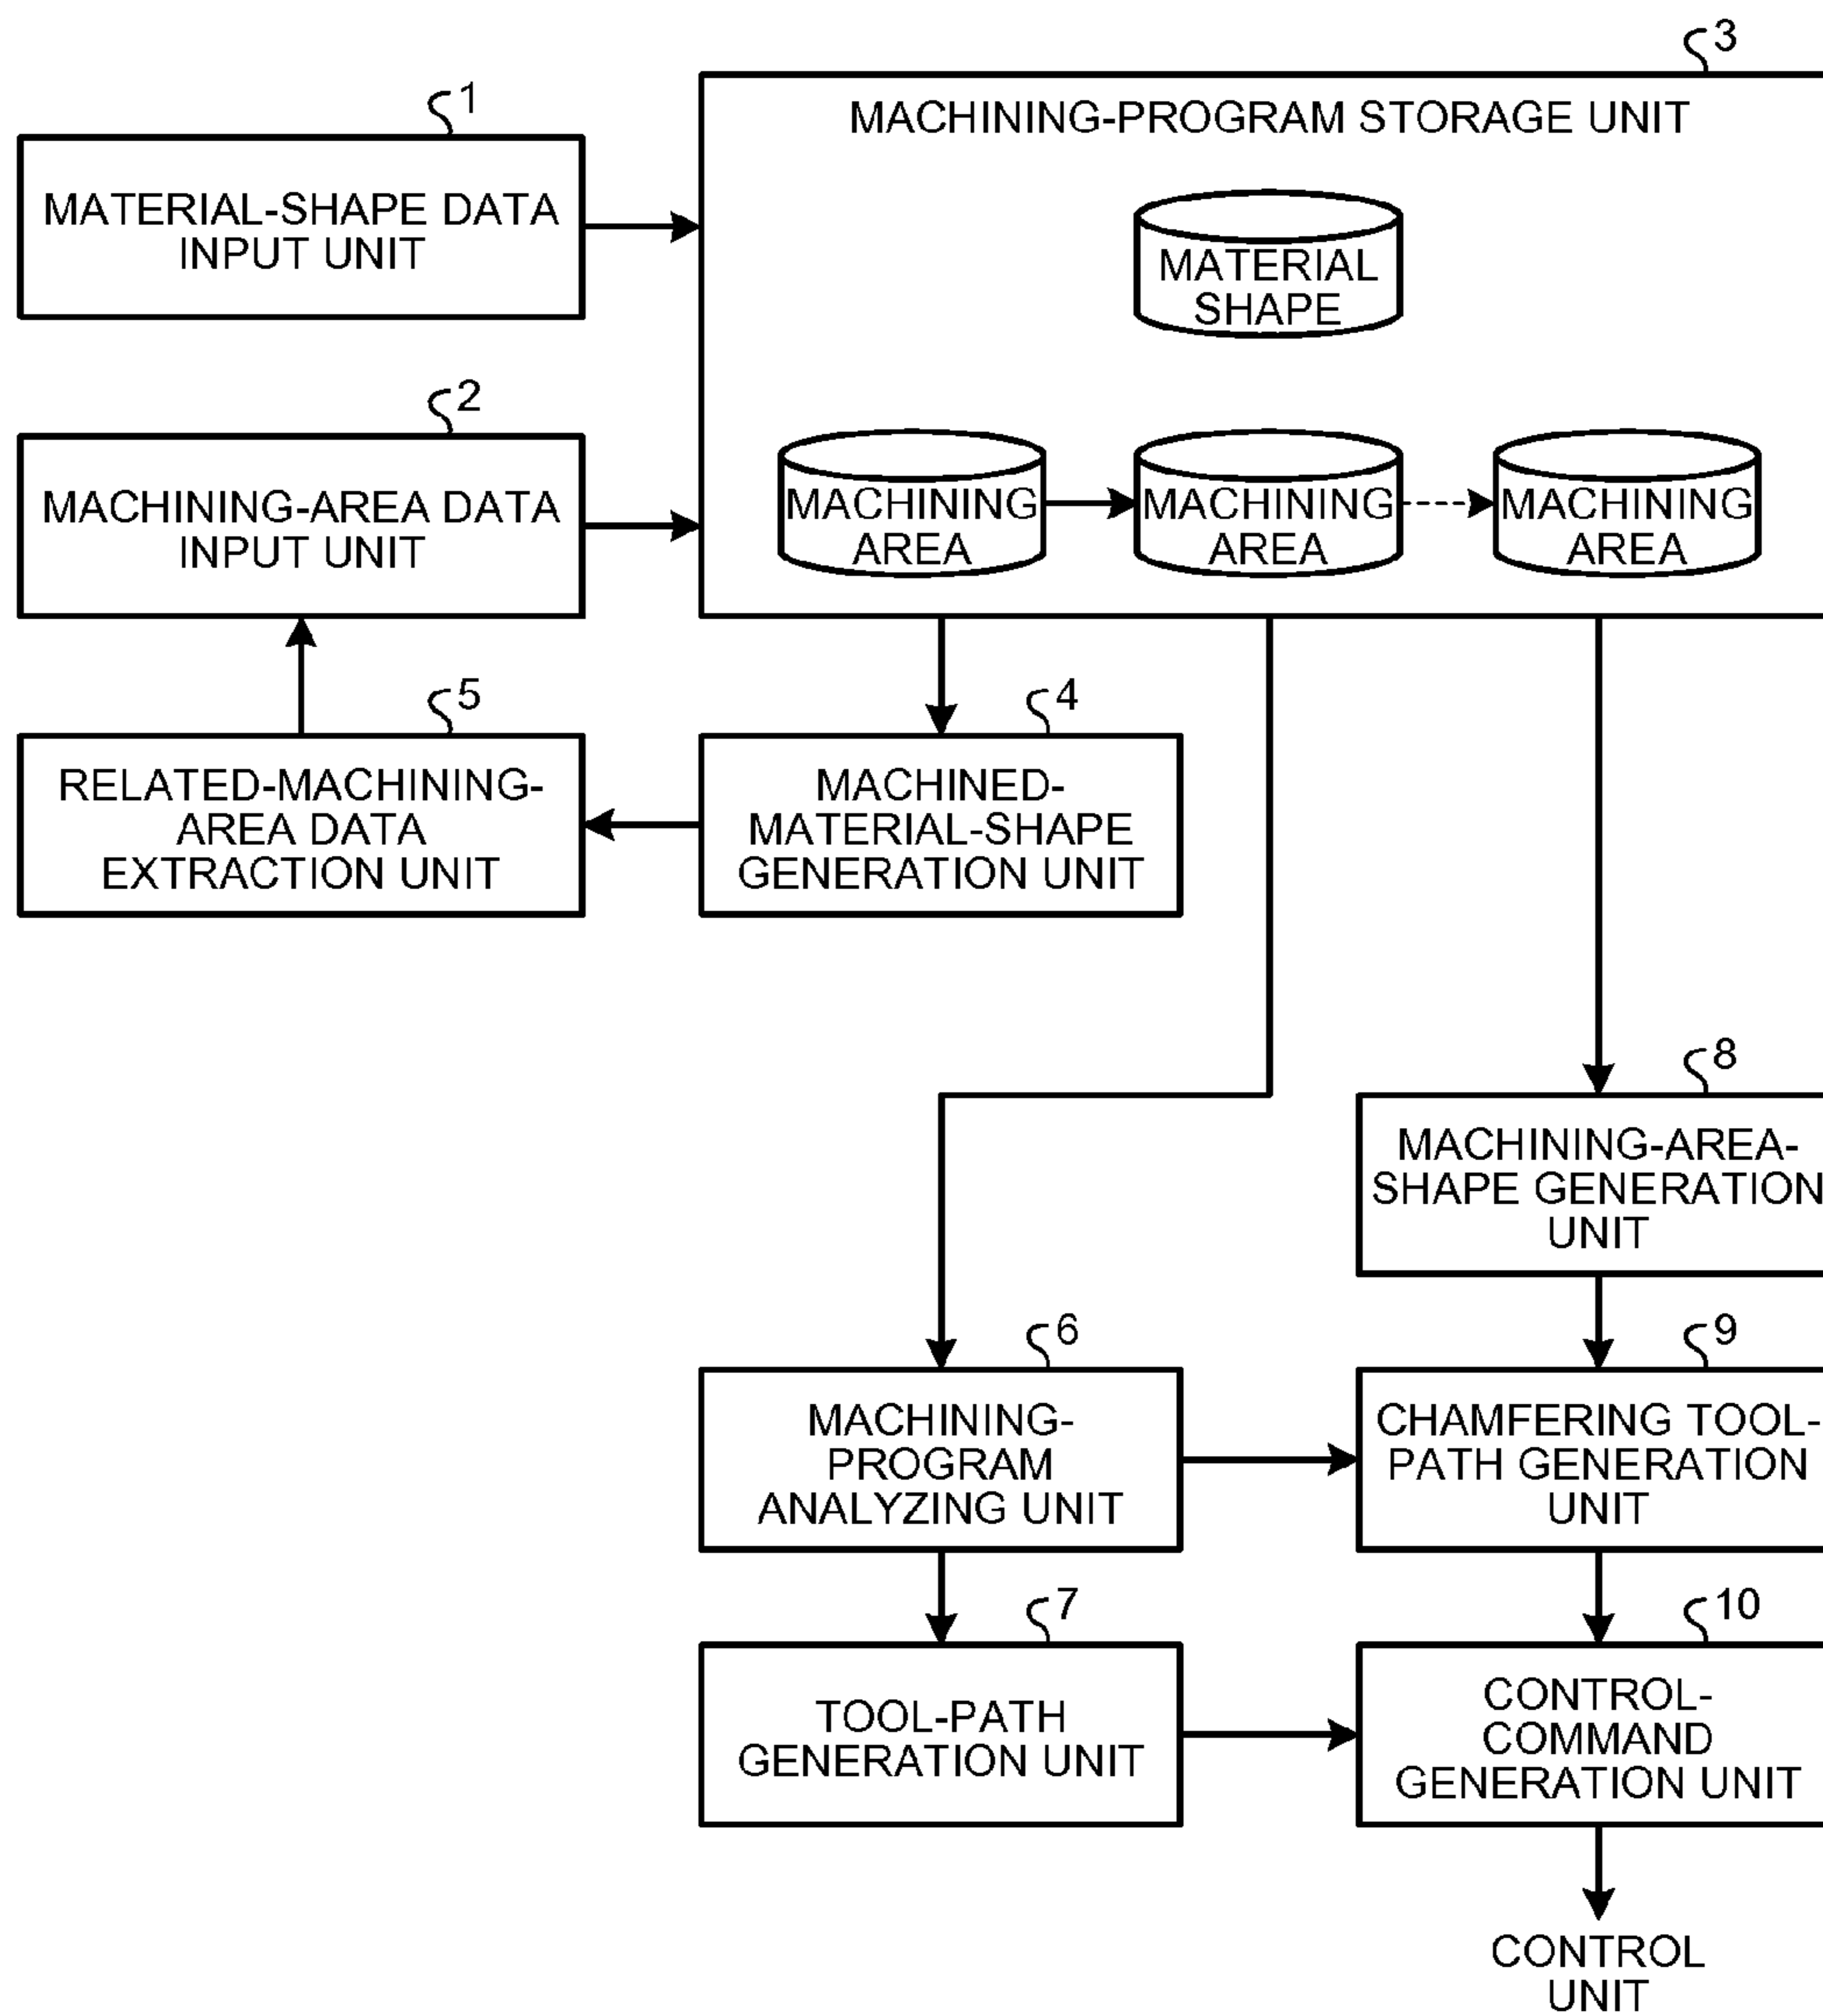 3
MACHINING-PROGRAM STORAGE UNIT
1
MATERIAL-SHAPE DATA
INPUT UNIT
MATERIAL
SHAPE
2
MACHINING-AREA DATA
INPUT UNIT
MACHINING
AREA
MACHINING
AREA
MACHINING
AREA
5
RELATED-MACHINING-
AREA DATA
EXTRACTION UNIT
4
MACHINED-
MATERIAL-SHAPE
GENERATION UNIT
8
MACHINING-AREA-
SHAPE GENERATION
UNIT
6
MACHINING-
PROGRAM
ANALYZING UNIT
9
CHAMFERING TOOL-
PATH GENERATION
UNIT
7
TOOL-PATH
GENERATION UNIT
10
CONTROL-
COMMAND
GENERATION UNIT
CONTROL
UNIT